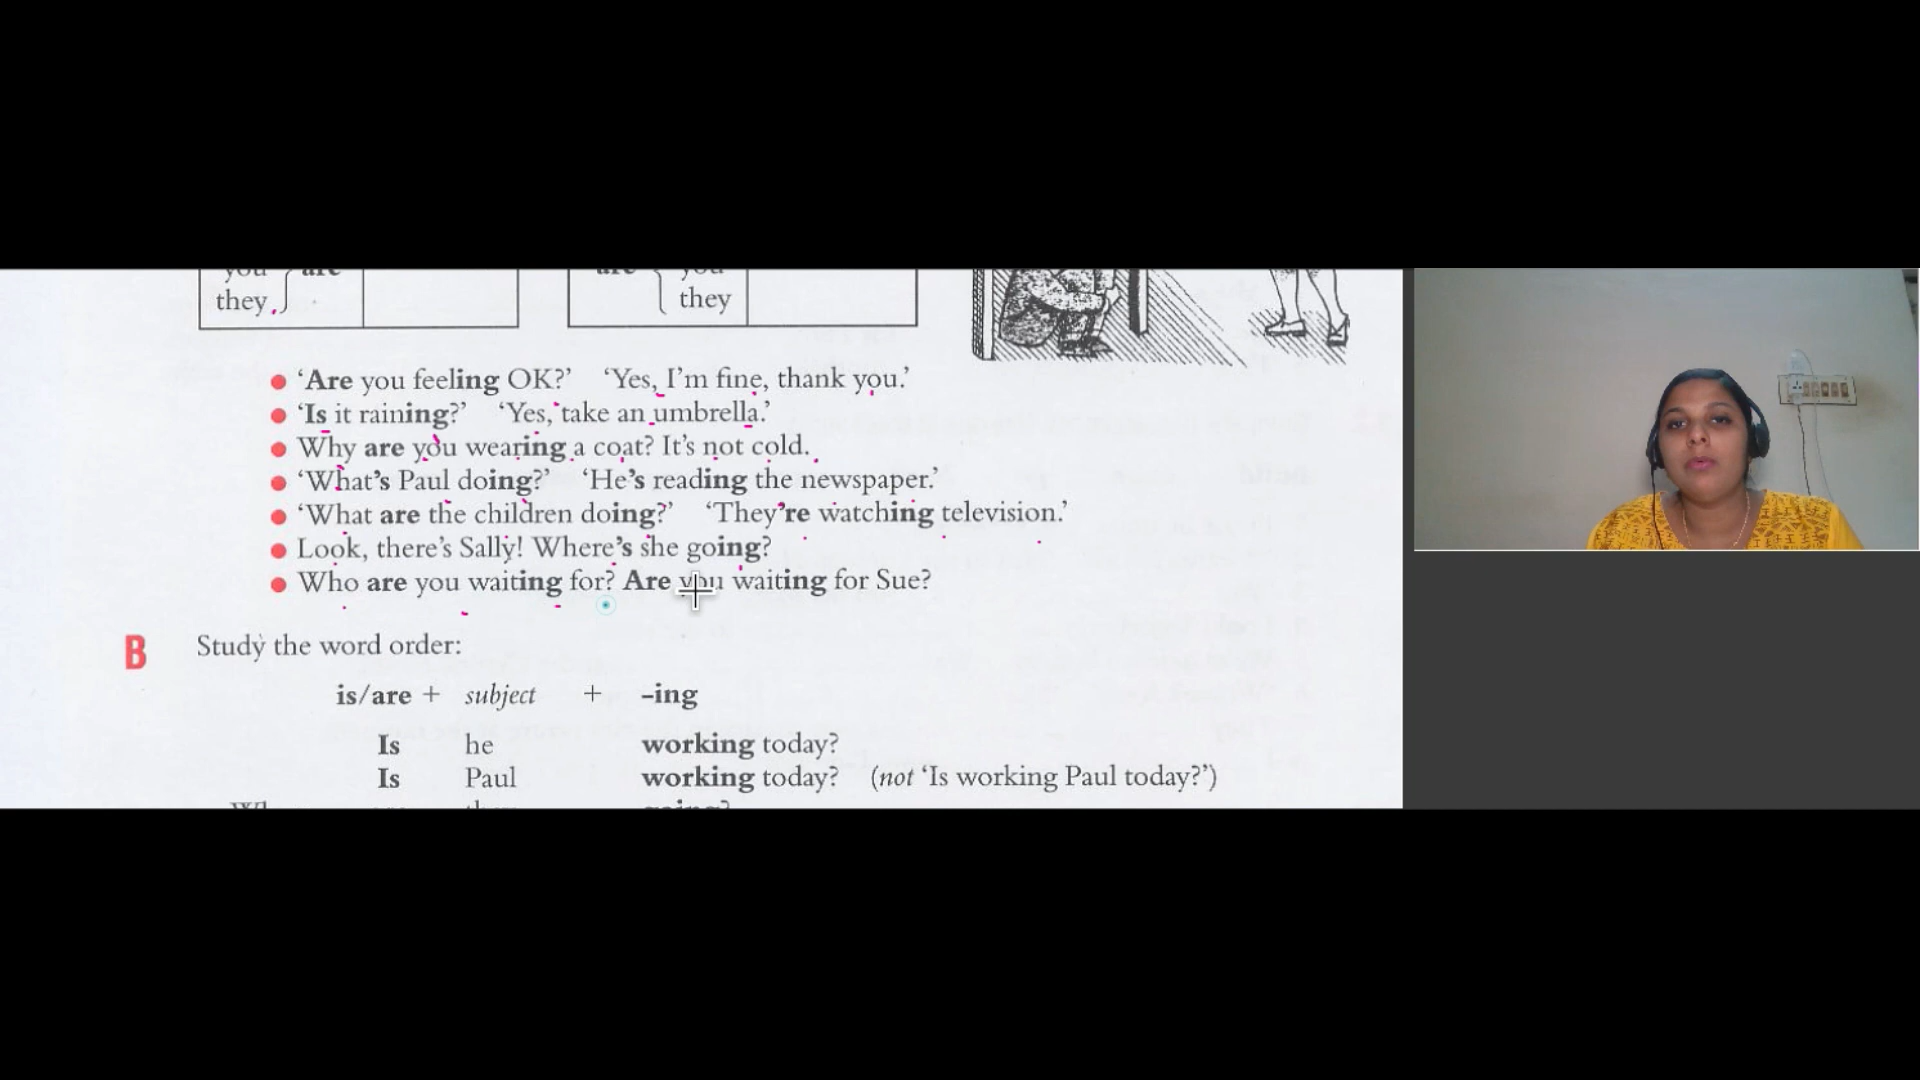 you are are you
they they
‘Are you feeling OK?’ ‘Yes, I’m fine, thank you.’
‘Is it raining?’ ‘Yes, take an umbrella.’
Why are you wearing a coat? It’s not cold.
‘What’s Paul doing?’ ‘He’s reading the newspaper.’
‘What are the children doing?’ ‘They’re watching television.’
Look, there’s Sally! Where’s she going?
Who are you waiting for? Are you waiting for Sue?
B Study the word order:
is/are + subject + -ing
Is he working today?
Is Paul working today? (not ‘Is working Paul today?’)